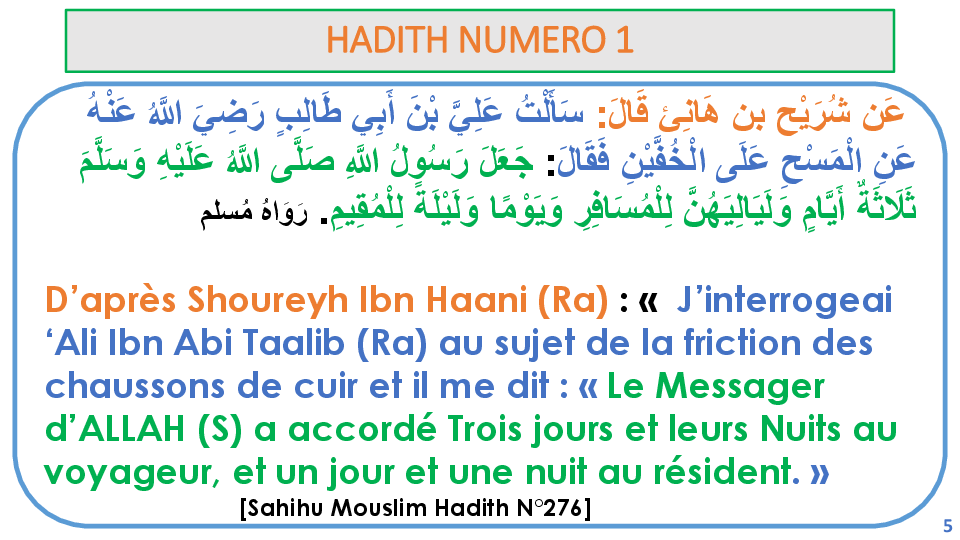 HADITH NUMERO 1
عَن شُرَيْح بن هَانِئ قَالَ: سَأَلْتُ عَلِيَّ بْنَ أَبِي طَالِبٍ رَضِيَ اللَّهُ عَنْهُ
عَنِ الْمَسْحِ عَلَى الْخُفَّيْنِ فَقَالَ: جَعَلَ رَسُولُ اللَّهِ صَلَّى اللَّهُ عَلَيْهِ وَسَلَّمَ
ثَلَاثَةٌ أَيَّامٍ وَلَيَالِيَهُنَّ لِلْمُسَافِرِ وَيَوْمًا وَلَيْلَةً لِلْمُقِيمِ. رَوَاهُ مُسلم
D’après Shoureyh Ibn Haani (Ra) : « J’interrogeai
‘Ali Ibn Abi Taalib (Ra) au sujet de la friction des
chaussons de cuir et il me dit : « Le Messager
d’ALLAH (S) a accordé Trois jours et leurs Nuits au
voyageur, et un jour et une nuit au résident. »
[Sahihu Mouslim Hadith N°276]
5